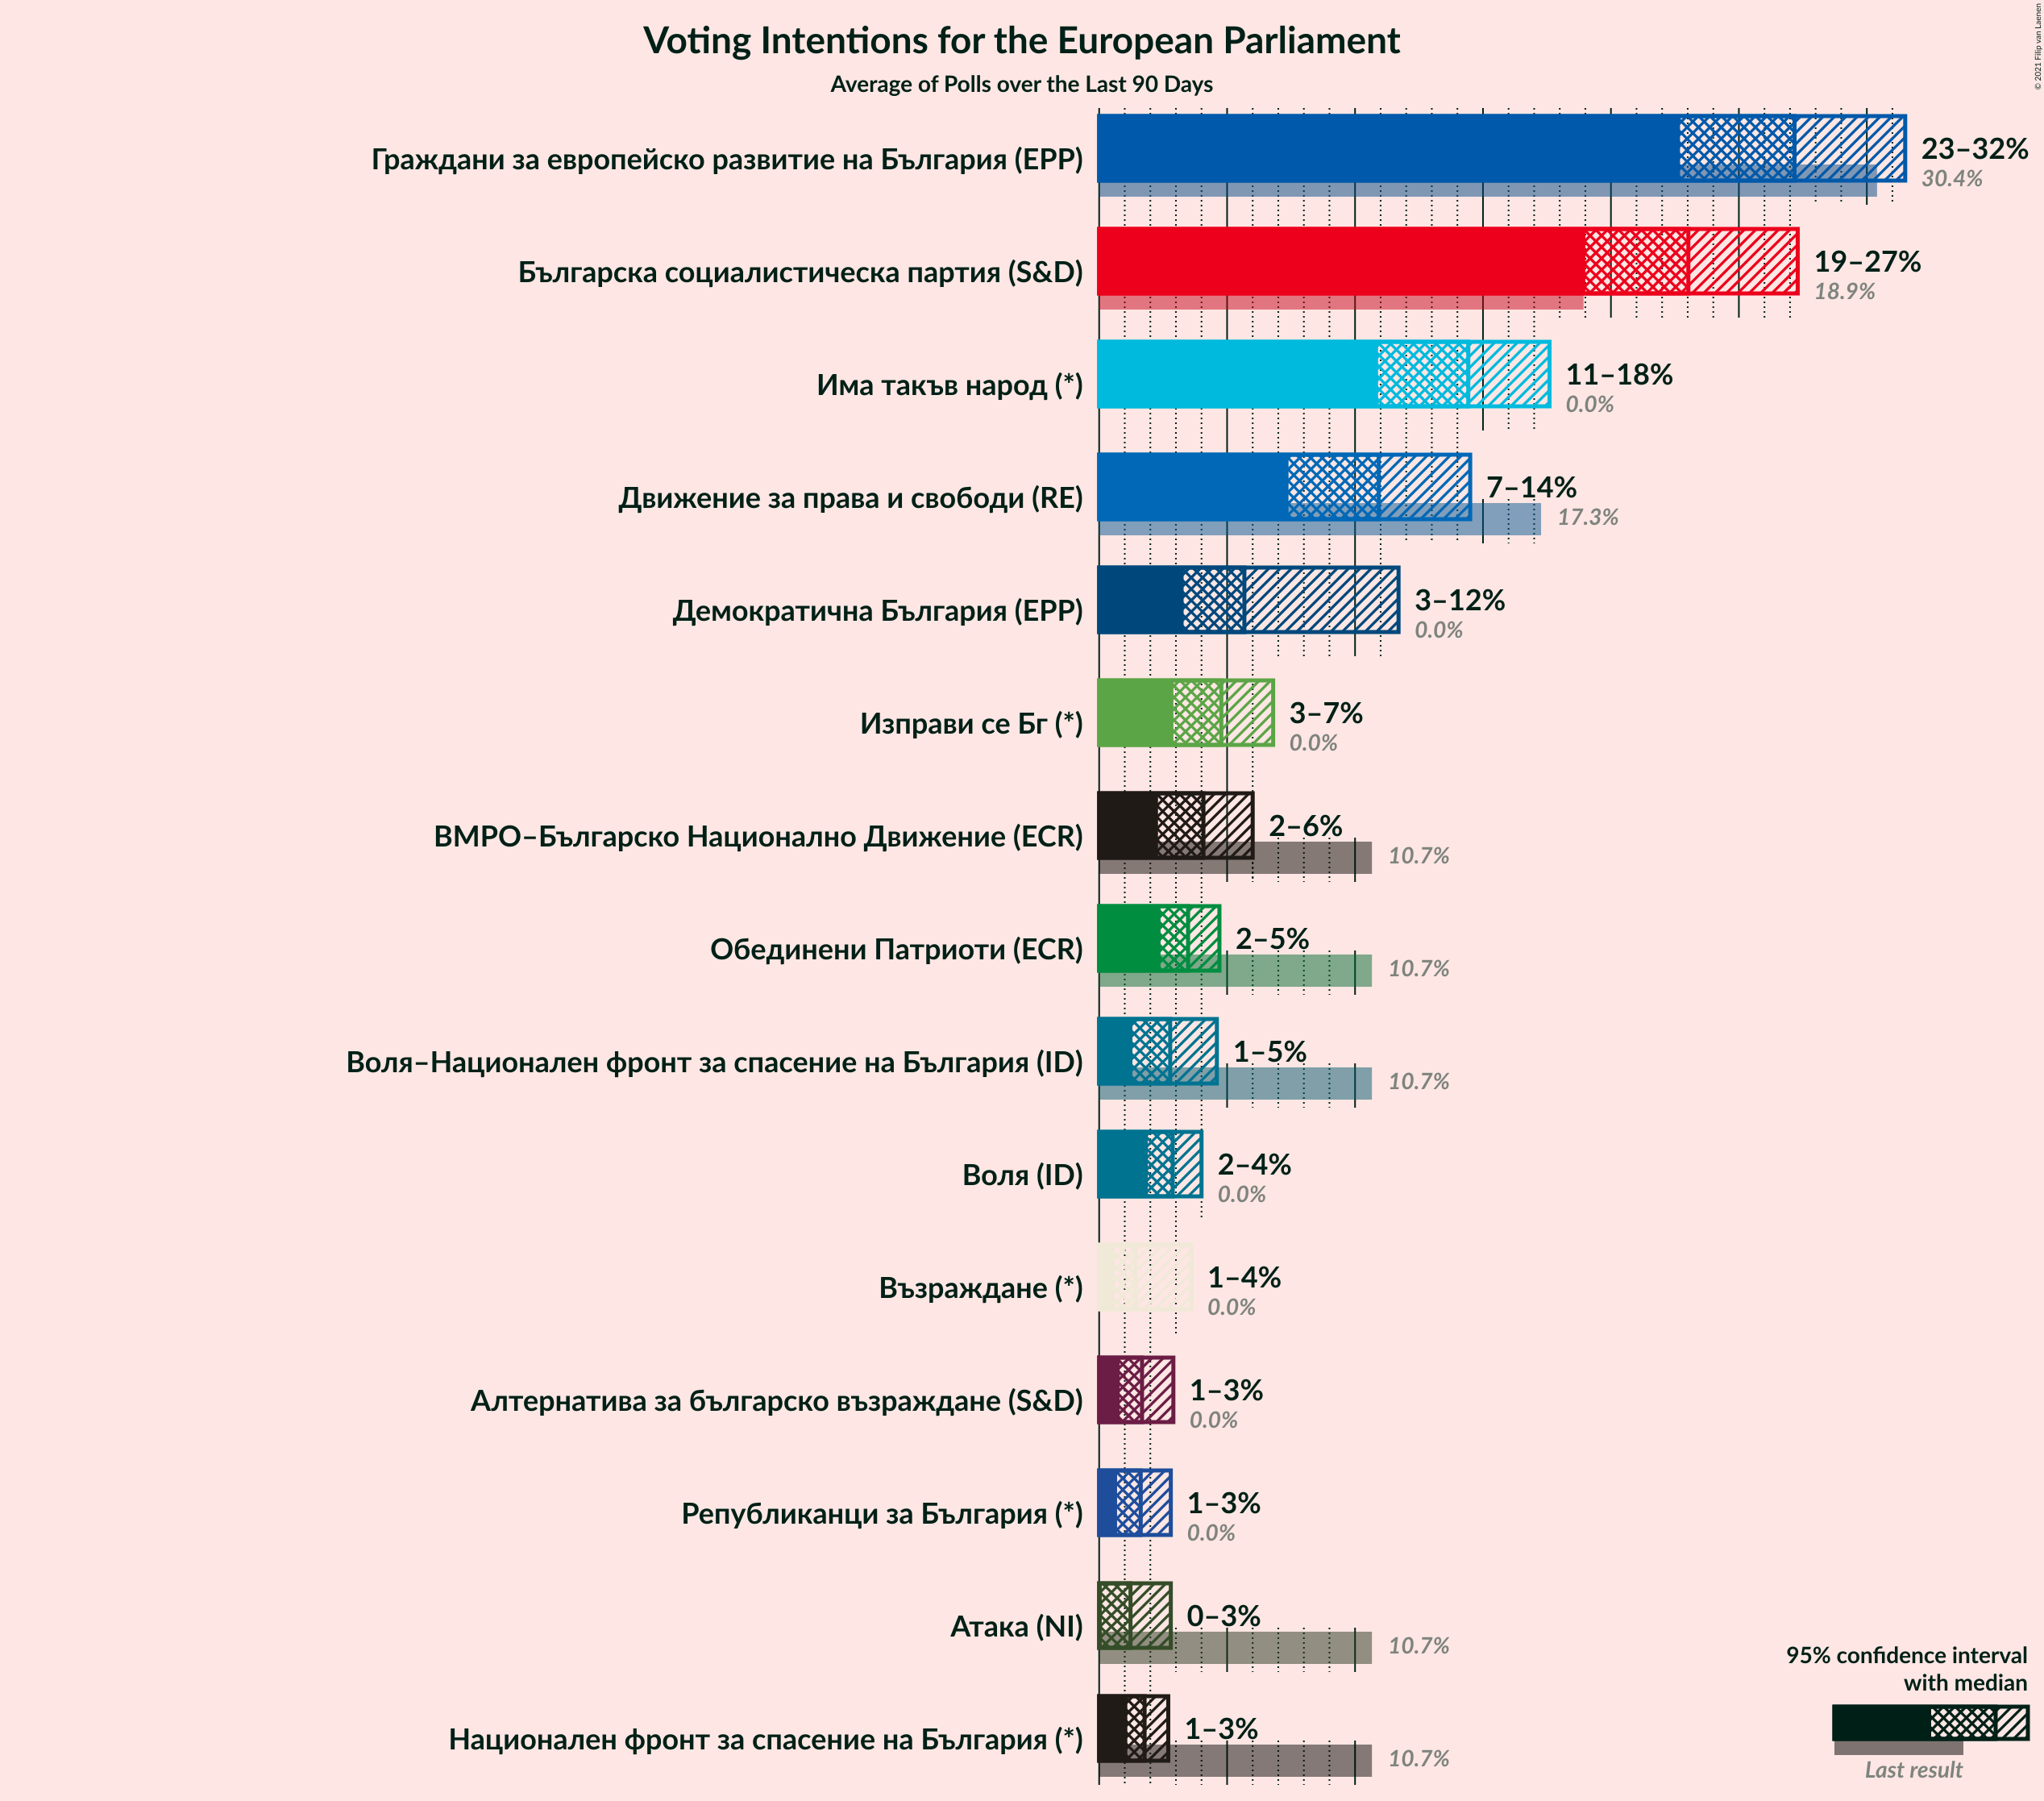 Voting Intentions for the European Parliament
Average of Polls over the Last 90 Days
© 2021 Filip van Laenen
Граждани за европейско развитие на България (EPP)
23–32%
30.4%
Българска социалистическа партия (S&D)
19–27%
18.9%
Има такъв народ (*)
11–18%
0.0%
Движение за права и свободи (RE)
7–14%
17.3%
Демократична България (EPP)
3–12%
0.0%
Изправи се Бг (*)
3–7%
0.0%
ВМРО–Българско Национално Движение (ECR)
2–6%
10.7%
Обединени Патриоти (ECR)
2–5%
10.7%
Воля–Национален фронт за спасение на България (ID)
1–5%
10.7%
Воля (ID)
2–4%
0.0%
Възраждане (*)
1–4%
0.0%
Алтернатива за българско възраждане (S&D)
1–3%
0.0%
Републиканци за България (*)
1–3%
0.0%
Атака (NI)
0–3%
10.7%
Национален фронт за спасение на България (*)
1–3%
10.7%
95% confidence interval
with median
Last result